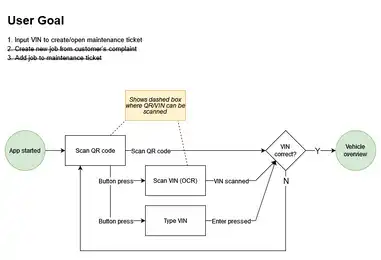 User Goal
1. Input VIN to create/open maintenance ticket
2. Create new job from customer's complaint
3. Add job to maintenance ticket
Shows dashed box
where QR/VIN can be
scanned
App started
Scan QR code
Scan QR code
VIN
correct?
Y
Vehicle
overview
Button press
Scan VIN (OCR)
VIN scanned
N
Button press
Type VIN
Enter pressed